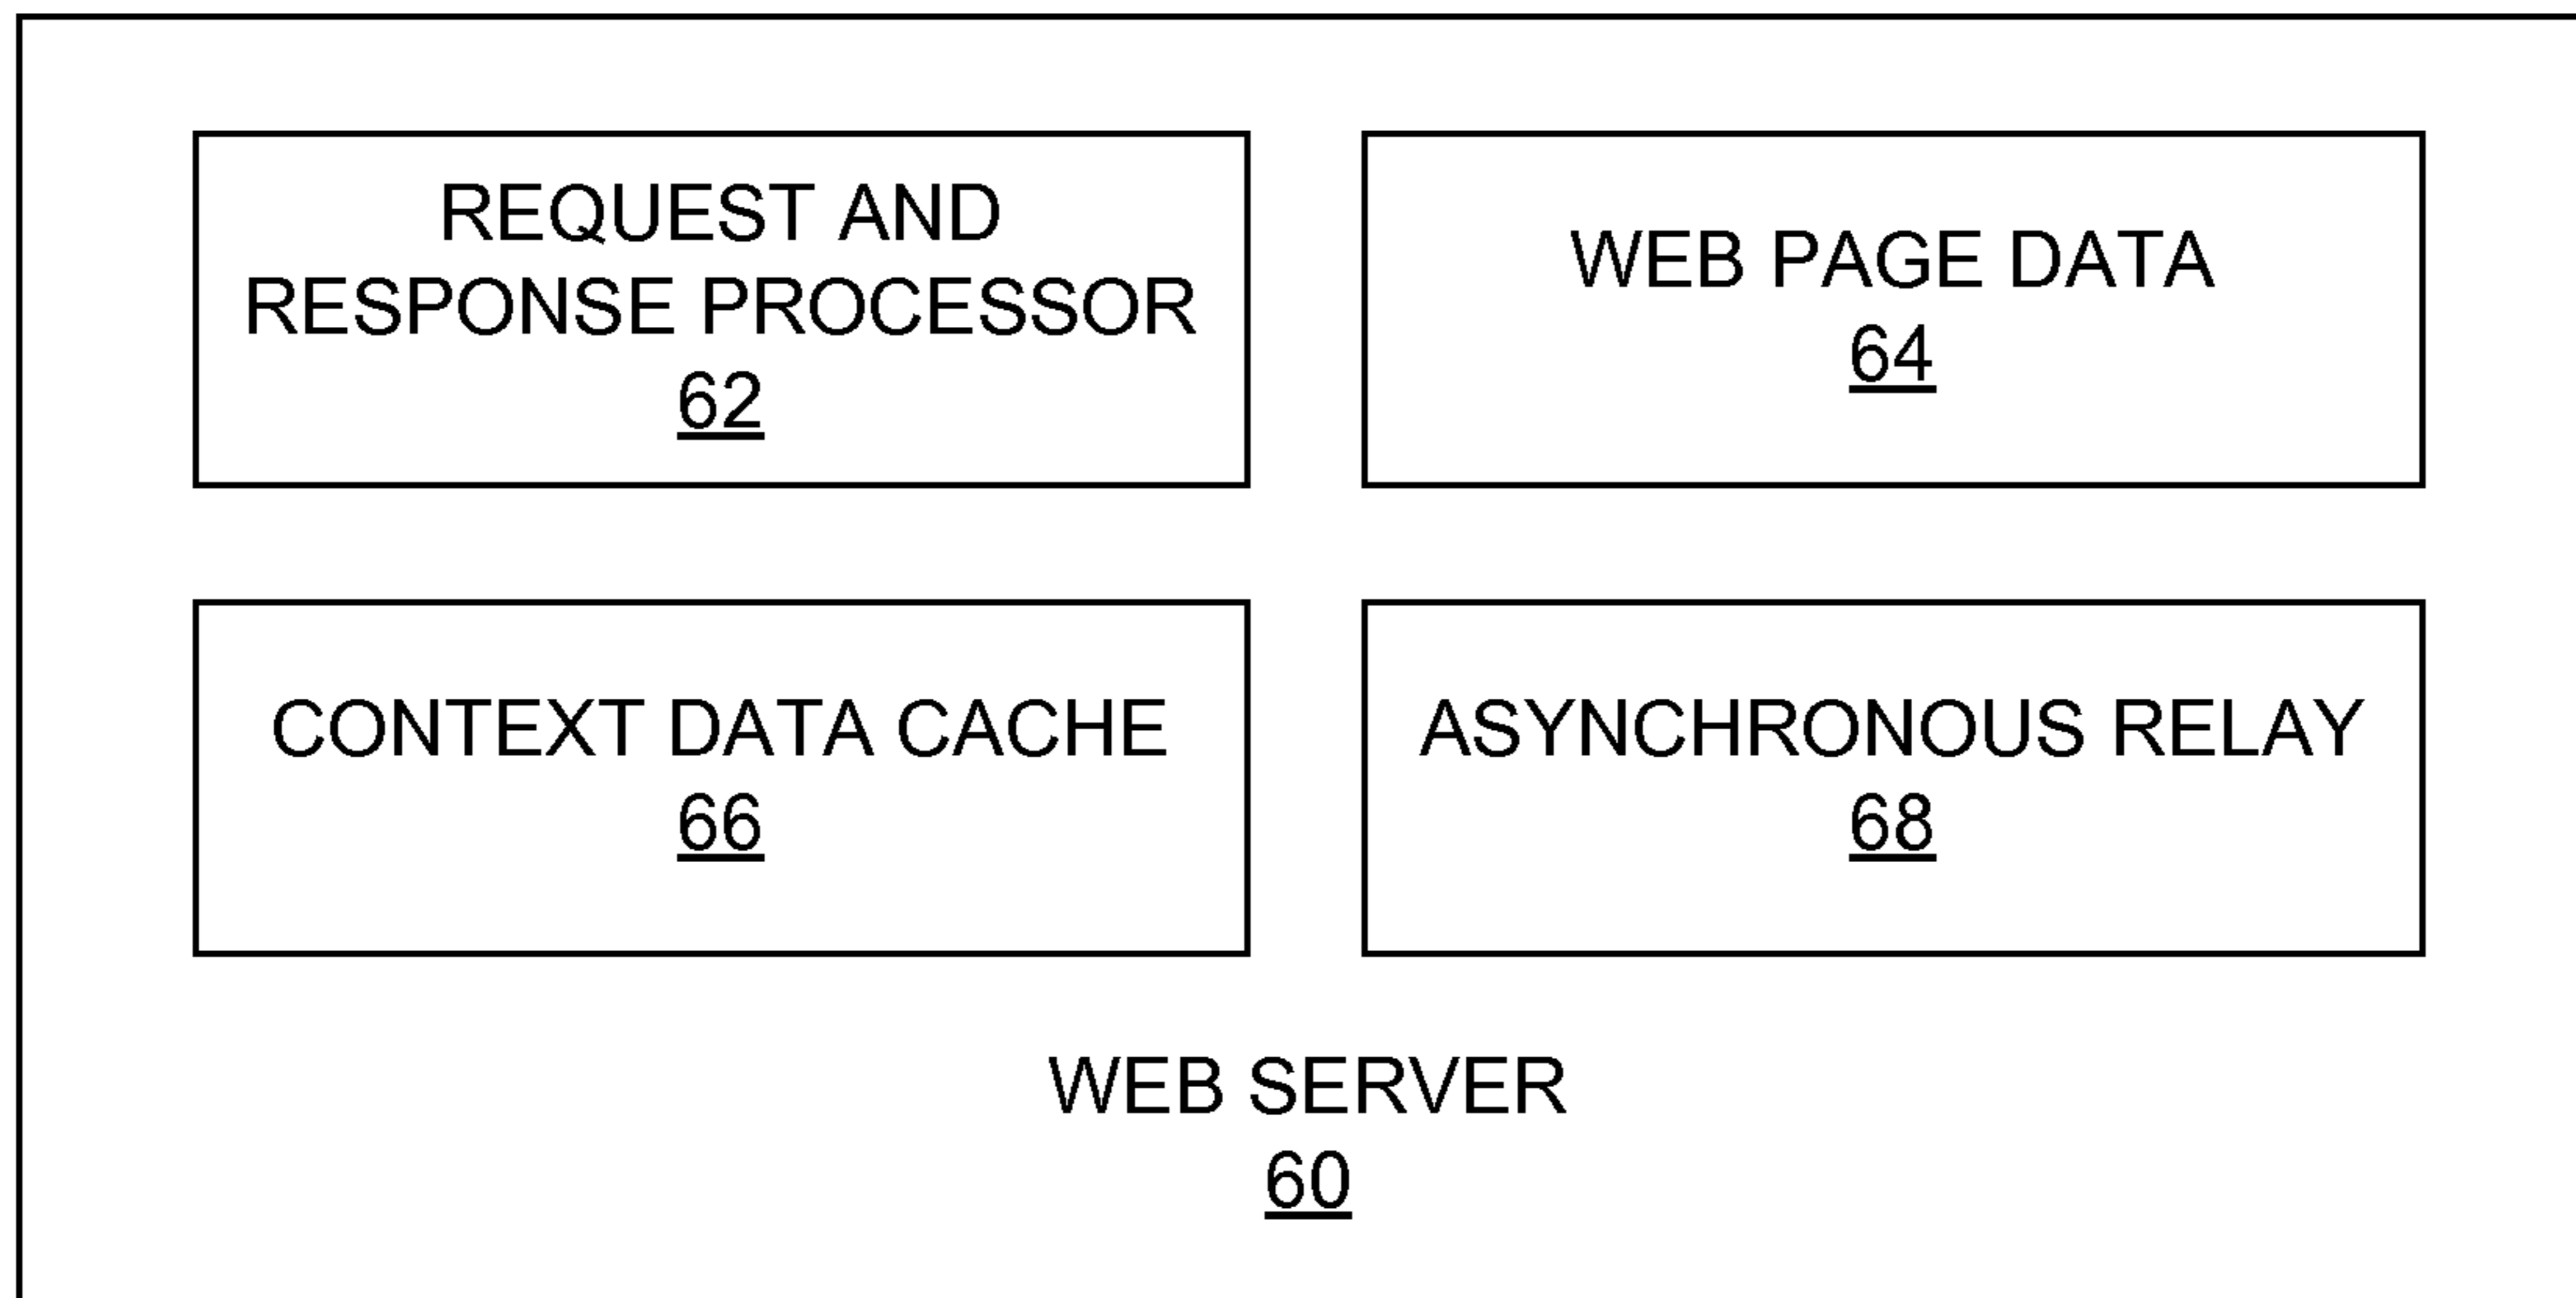 REQUEST AND
RESPONSE PROCESSOR
62
WEB PAGE DATA
64
CONTEXT DATA CACHE
66
ASYNCHRONOUS RELAY
68
WEB SERVER
60